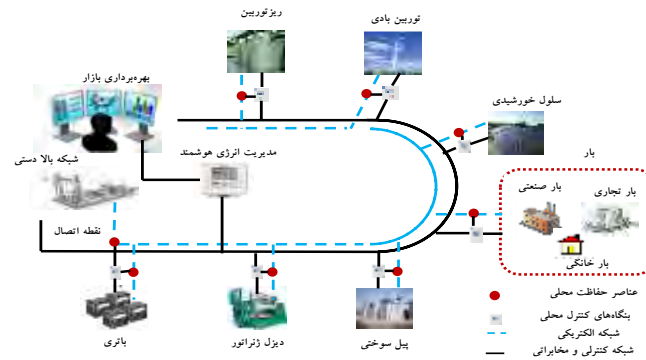 ریزتوربین
توربین بادی
بهره‌برداری بازار
سلول خورشیدی
مدیریت انرژی هوشمند
شبکه بالا دستی
بار
بار صنعتی
بار تجاری
بار خانگی
نقطه اتصال
باتری
دیزل ژنراتور
پیل سوختی
عناصر حفاظت محلی
بنگاه‌های کنترل محلی
شبکه الکتریکی
شبکه کنترلی و مخابراتی